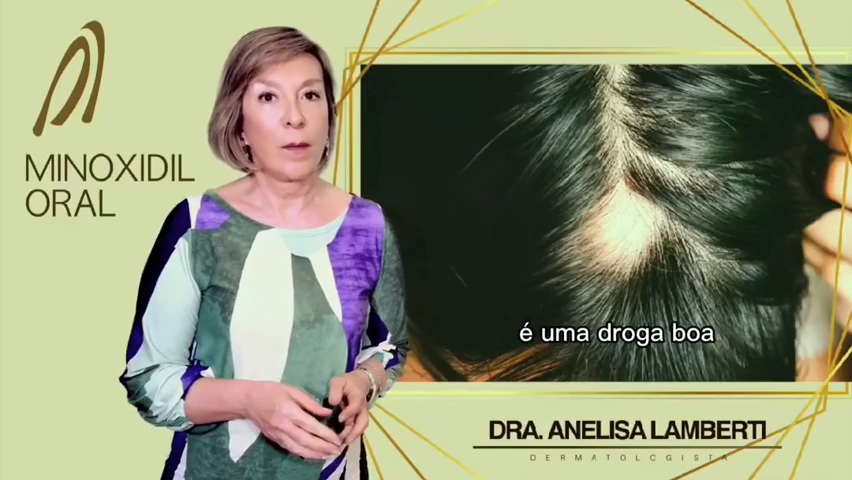 MINOXIDIL
ORAL
é uma droga boa
DRA. ANELISA LAMBERTI
DERMATOLOGISTA